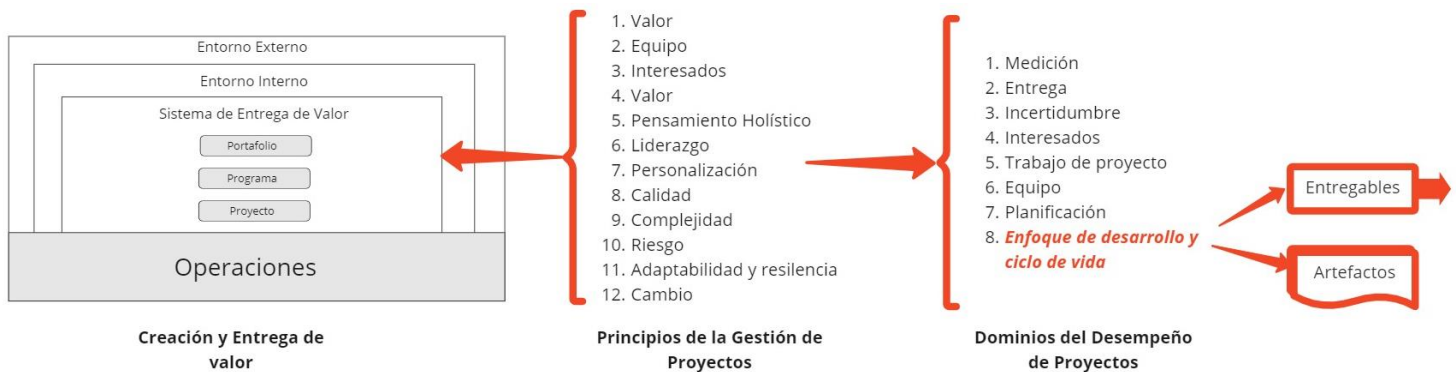 Entorno Externo
Entorno Interno
Sistema de Entrega de Valor
Portafolio
Programa
Proyecto
Operaciones
Creación y Entrega de
valor
1. Valor
2. Equipo
3. Interesados
4. Valor
5. Pensamiento Holístico
6. Liderazgo
7. Personalización
8. Calidad
9. Complejidad
10. Riesgo
11. Adaptabilidad y resilencia
12. Cambio
Principios de la Gestión de
Proyectos
1. Medición
2. Entrega
3. Incertidumbre
4. Interesados
5. Trabajo de proyecto
6. Equipo
7. Planificación
8. Enfoque de desarrollo y
ciclo de vida
Dominios del Desempeño
de Proyectos
Entregables
Artefactos